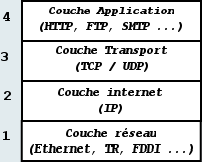 4
Couche Application
(HTTP, FTP, SMTP ...)
3
Couche Transport
(TCP / UDP)
2
Couche internet
(IP)
1
Couche réseau
(Ethernet, TR, FDDI ...)